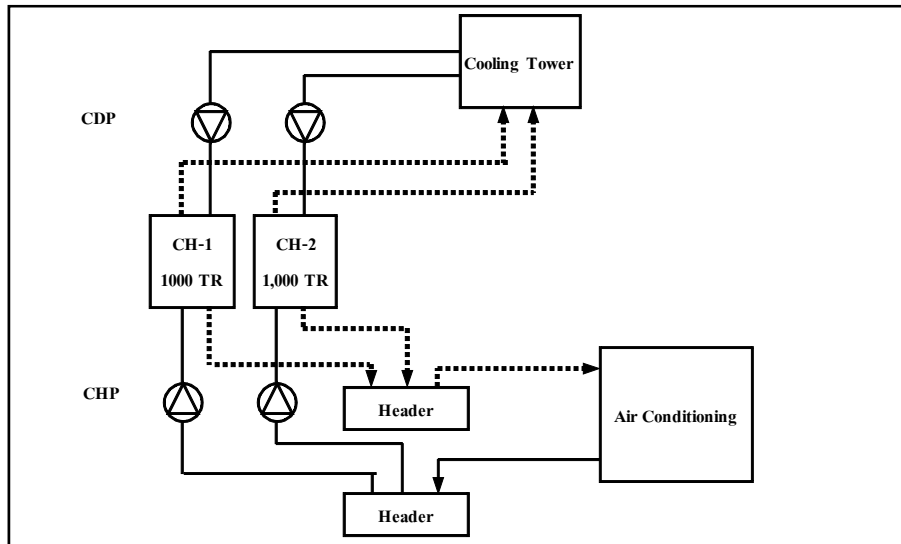 Cooling Tower
CDP
CH-1
1000 TR
CH-2
1,000 TR
CHP
Header
Air Conditioning
Header